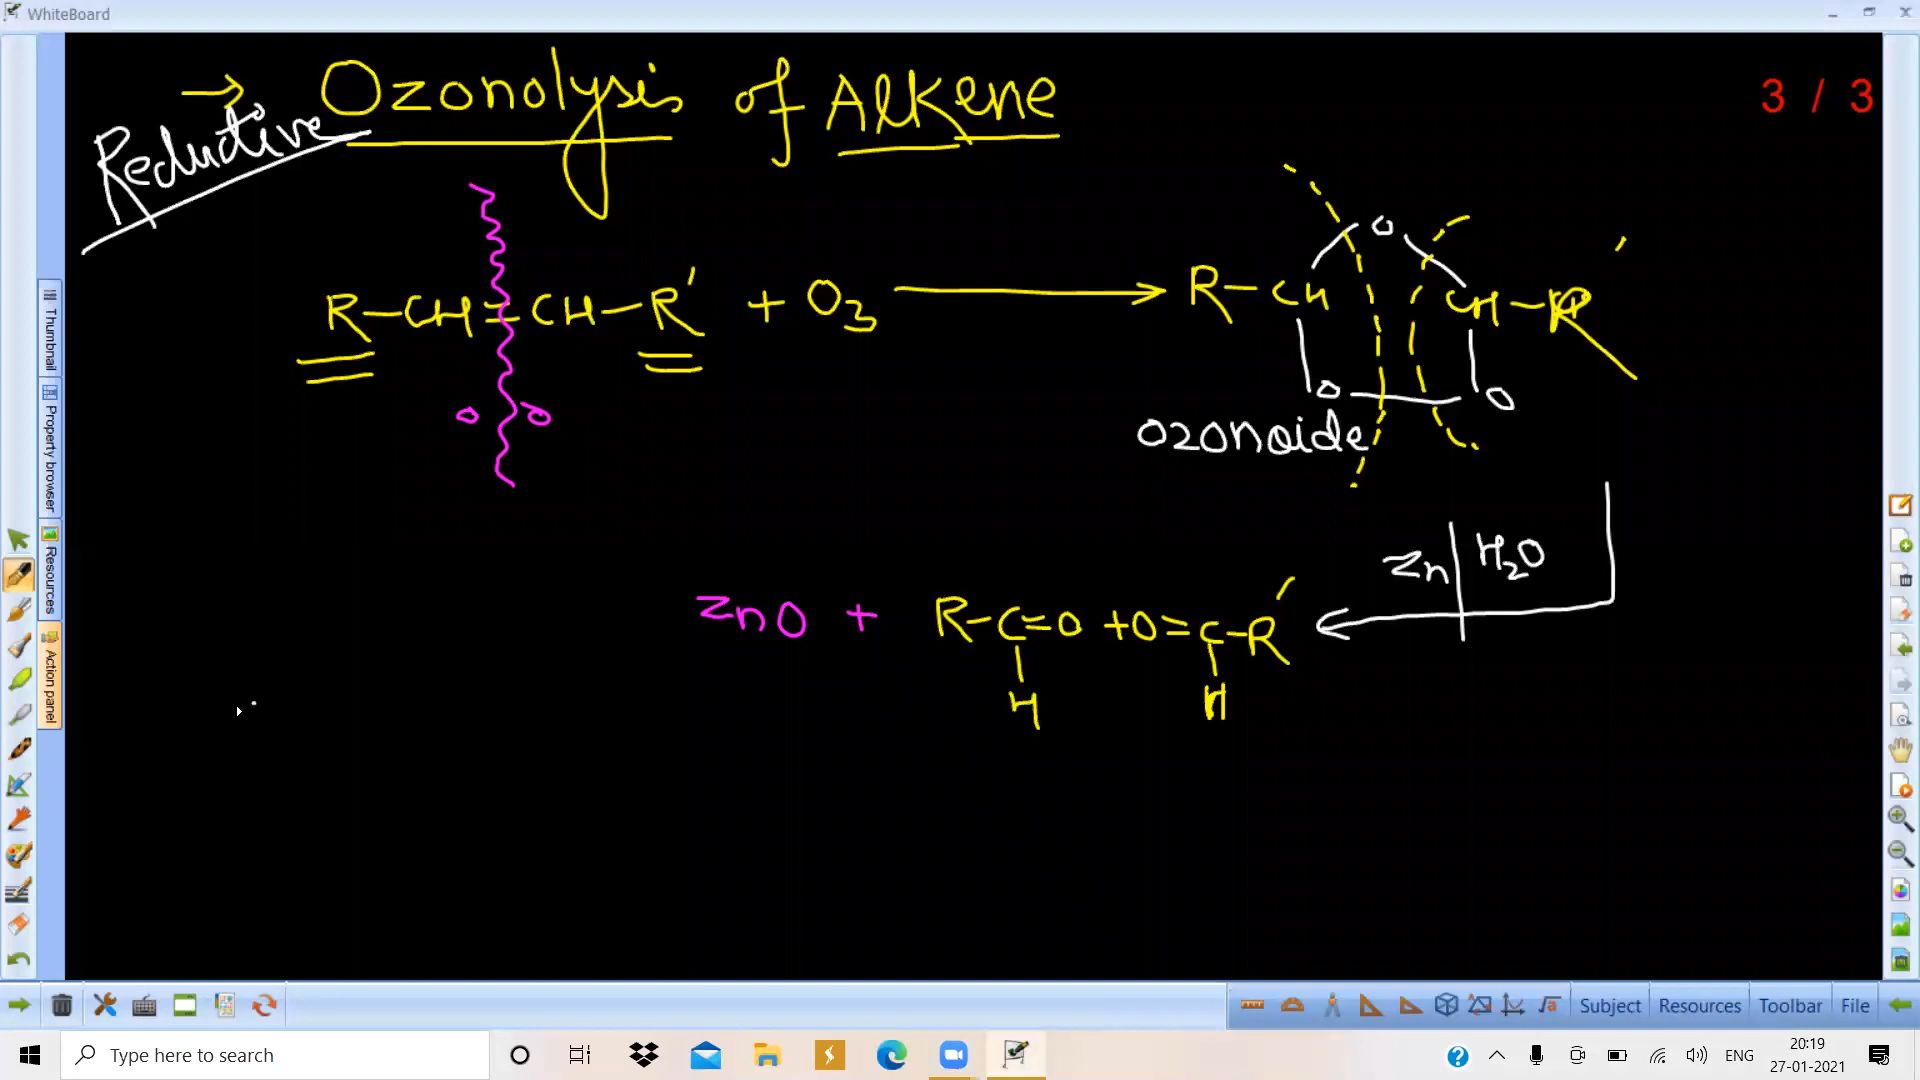 WhiteBoard
→ Ozonolysis of Alkene
3 / 3
Reductive
R-CH=CH-R' + O3 → R-CH O CH-R'
O O
O O
Ozonoide
Zn | H2O
ZnO + R-C=O + O=C-R'
H H
Thumbnail
Property browser
Resources
Action panel
Subject Resources Toolbar File
Type here to search
ENG
20:19
27-01-2021